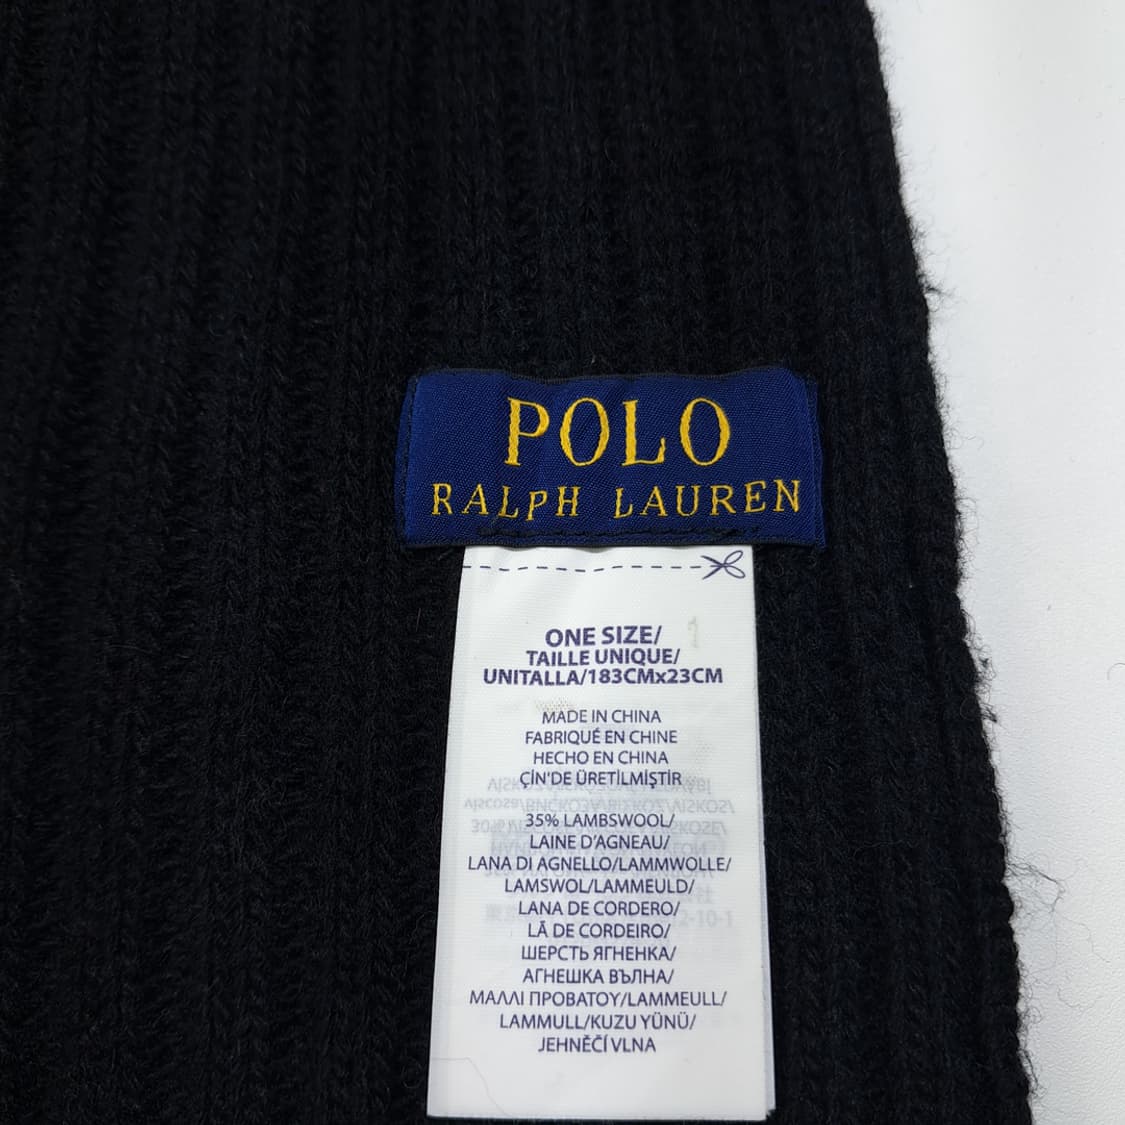 POLO
RALPH LAUREN
ONE SIZE/
TAILLE UNIQUE/
UNITALLA/183CMx23CM
MADE IN CHINA
FABRIQUÉ EN CHINE
HECHO EN CHINA
ÇİN'DE ÜRETİLMİŞTİR
35% LAMBSWOOL/
LAINE D'AGNEAU/
LANA DI AGNELLO/LAMMWOLLE/
LAMSWOL/LAMMEULD/
LANA DE CORDERO/
LÃ DE CORDEIRO/
ШЕРСТЬ ЯГНЕНКА/
АГНЕШКА ВЪЛНА/
ΜΑΛΛΙ ΠΡΟΒΑΤΟΥ/LAMMEULL/
LAMMULL/KUZU YÜNÜ/
JEHNĚČÍ VLNA